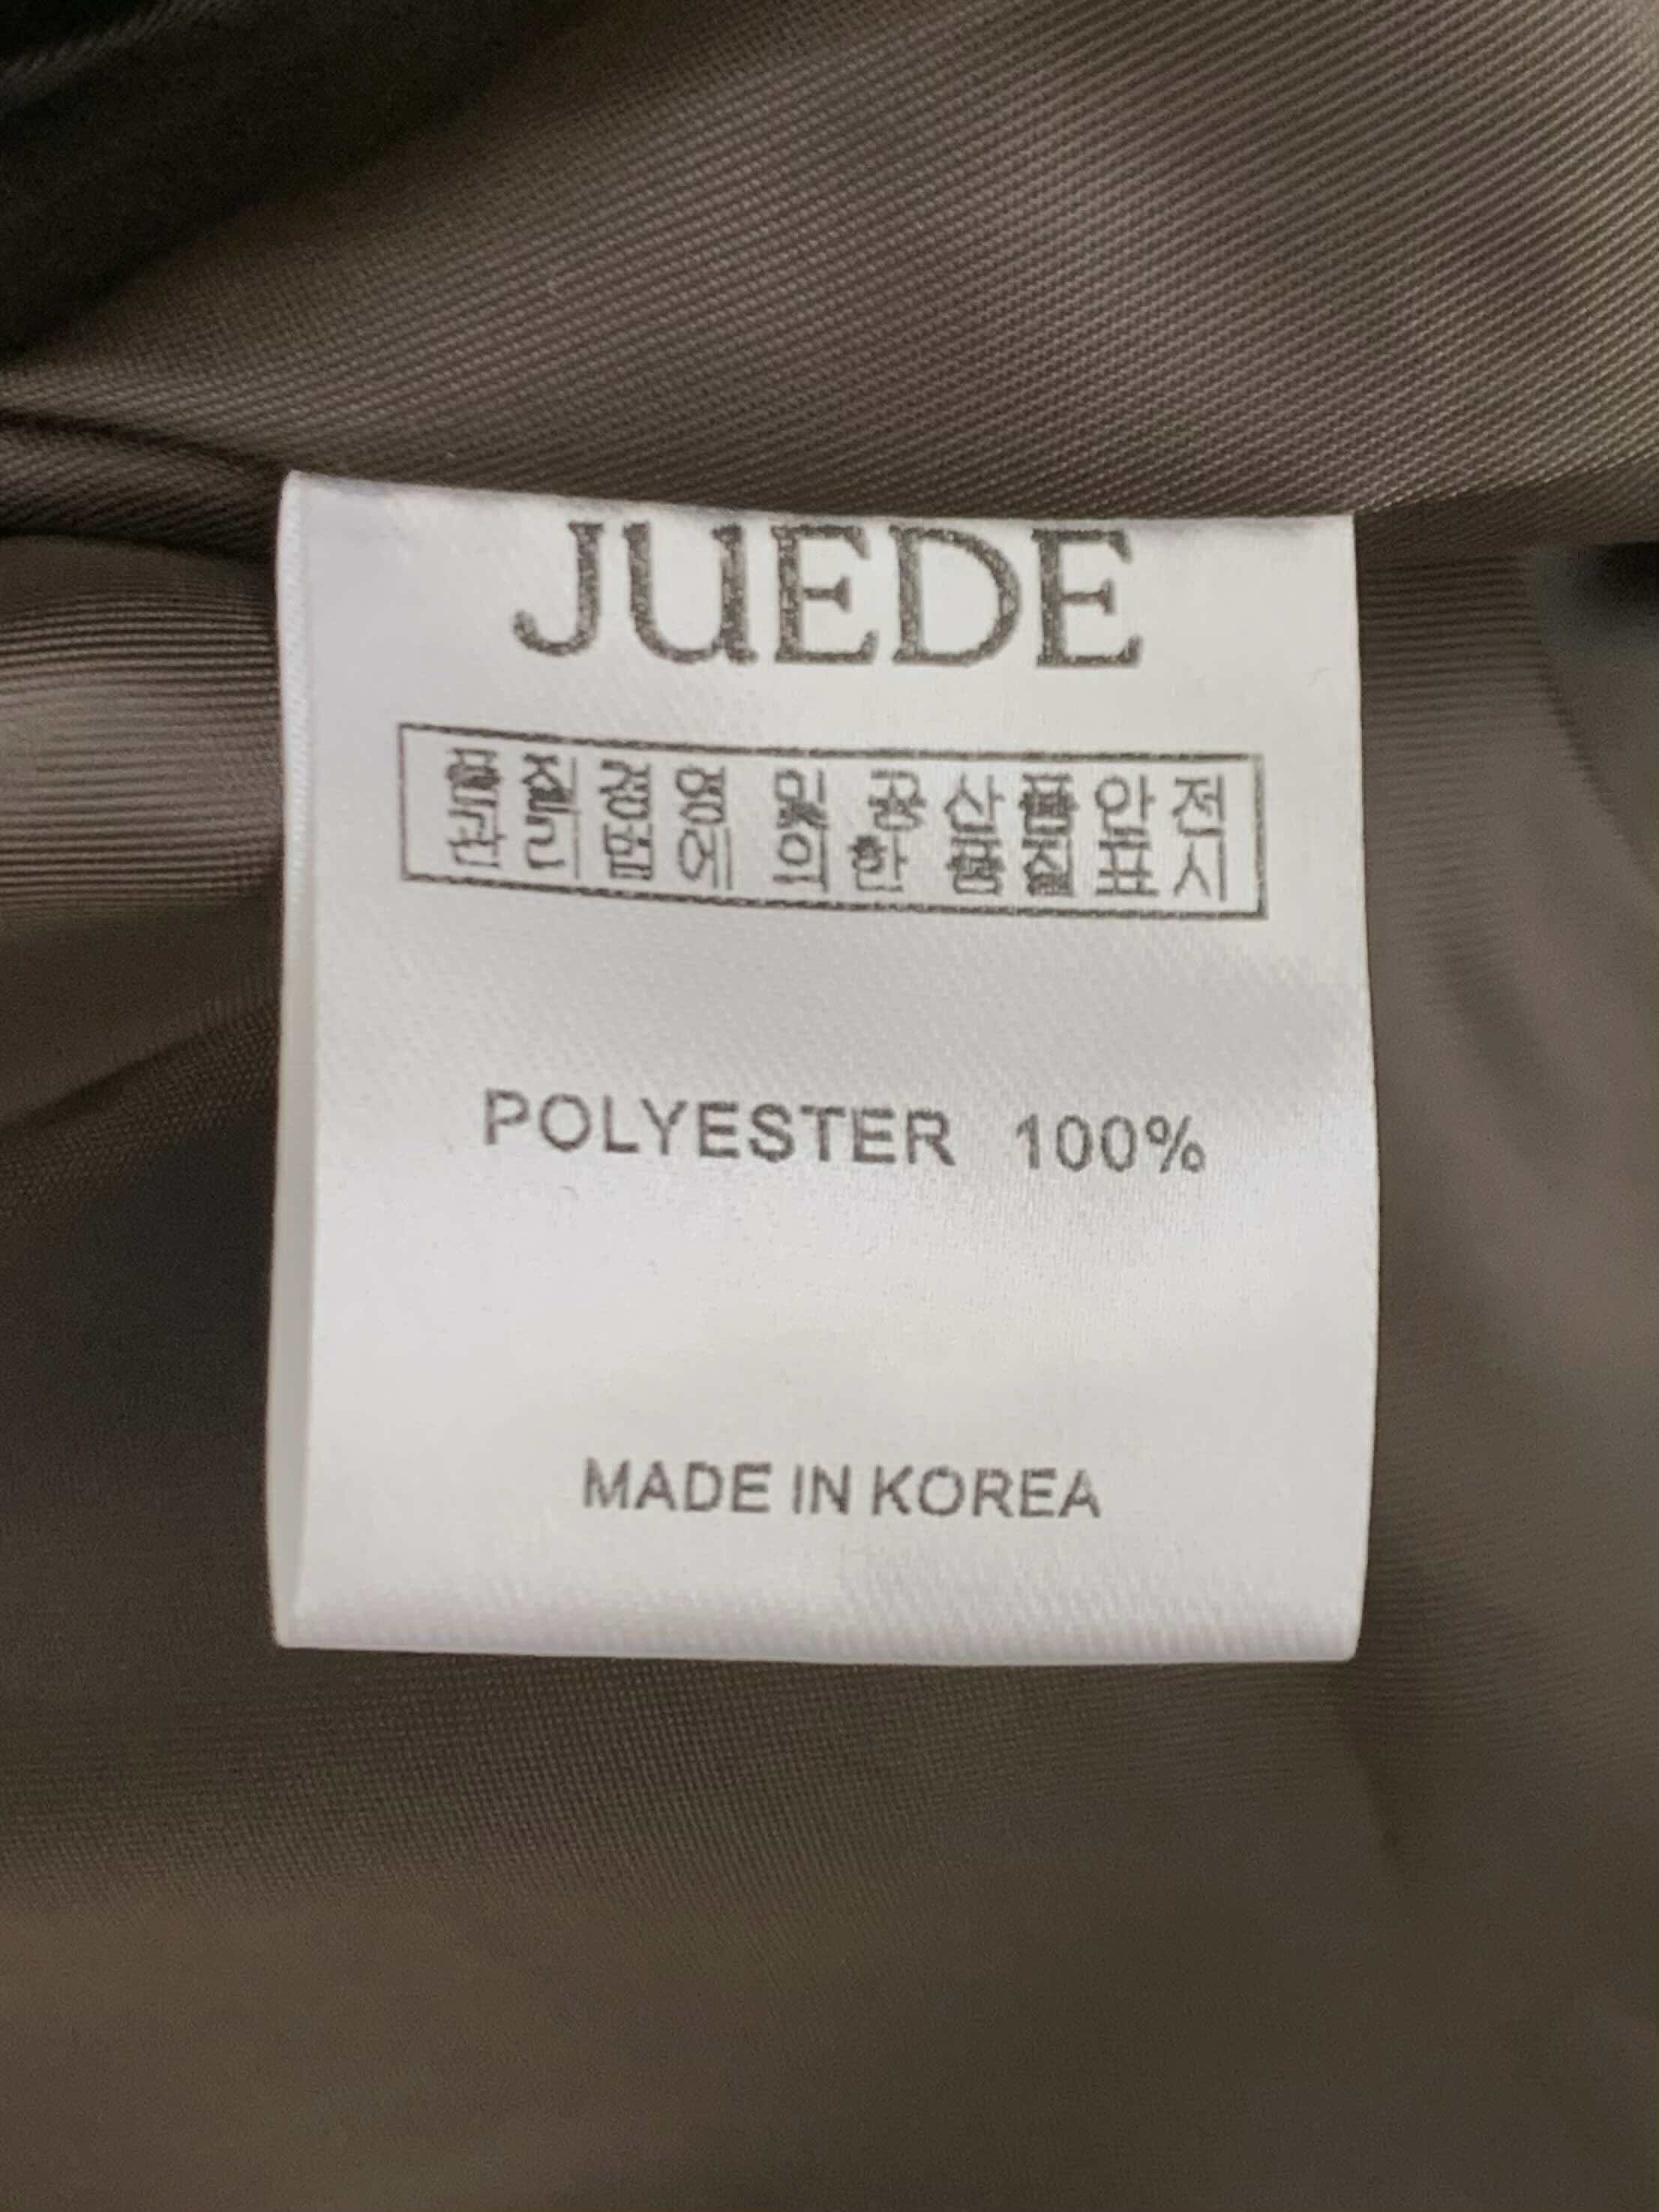 JUEDE
품질경영 및 공산품안전
관리법에 의한 품질표시
POLYESTER 100%
MADE IN KOREA